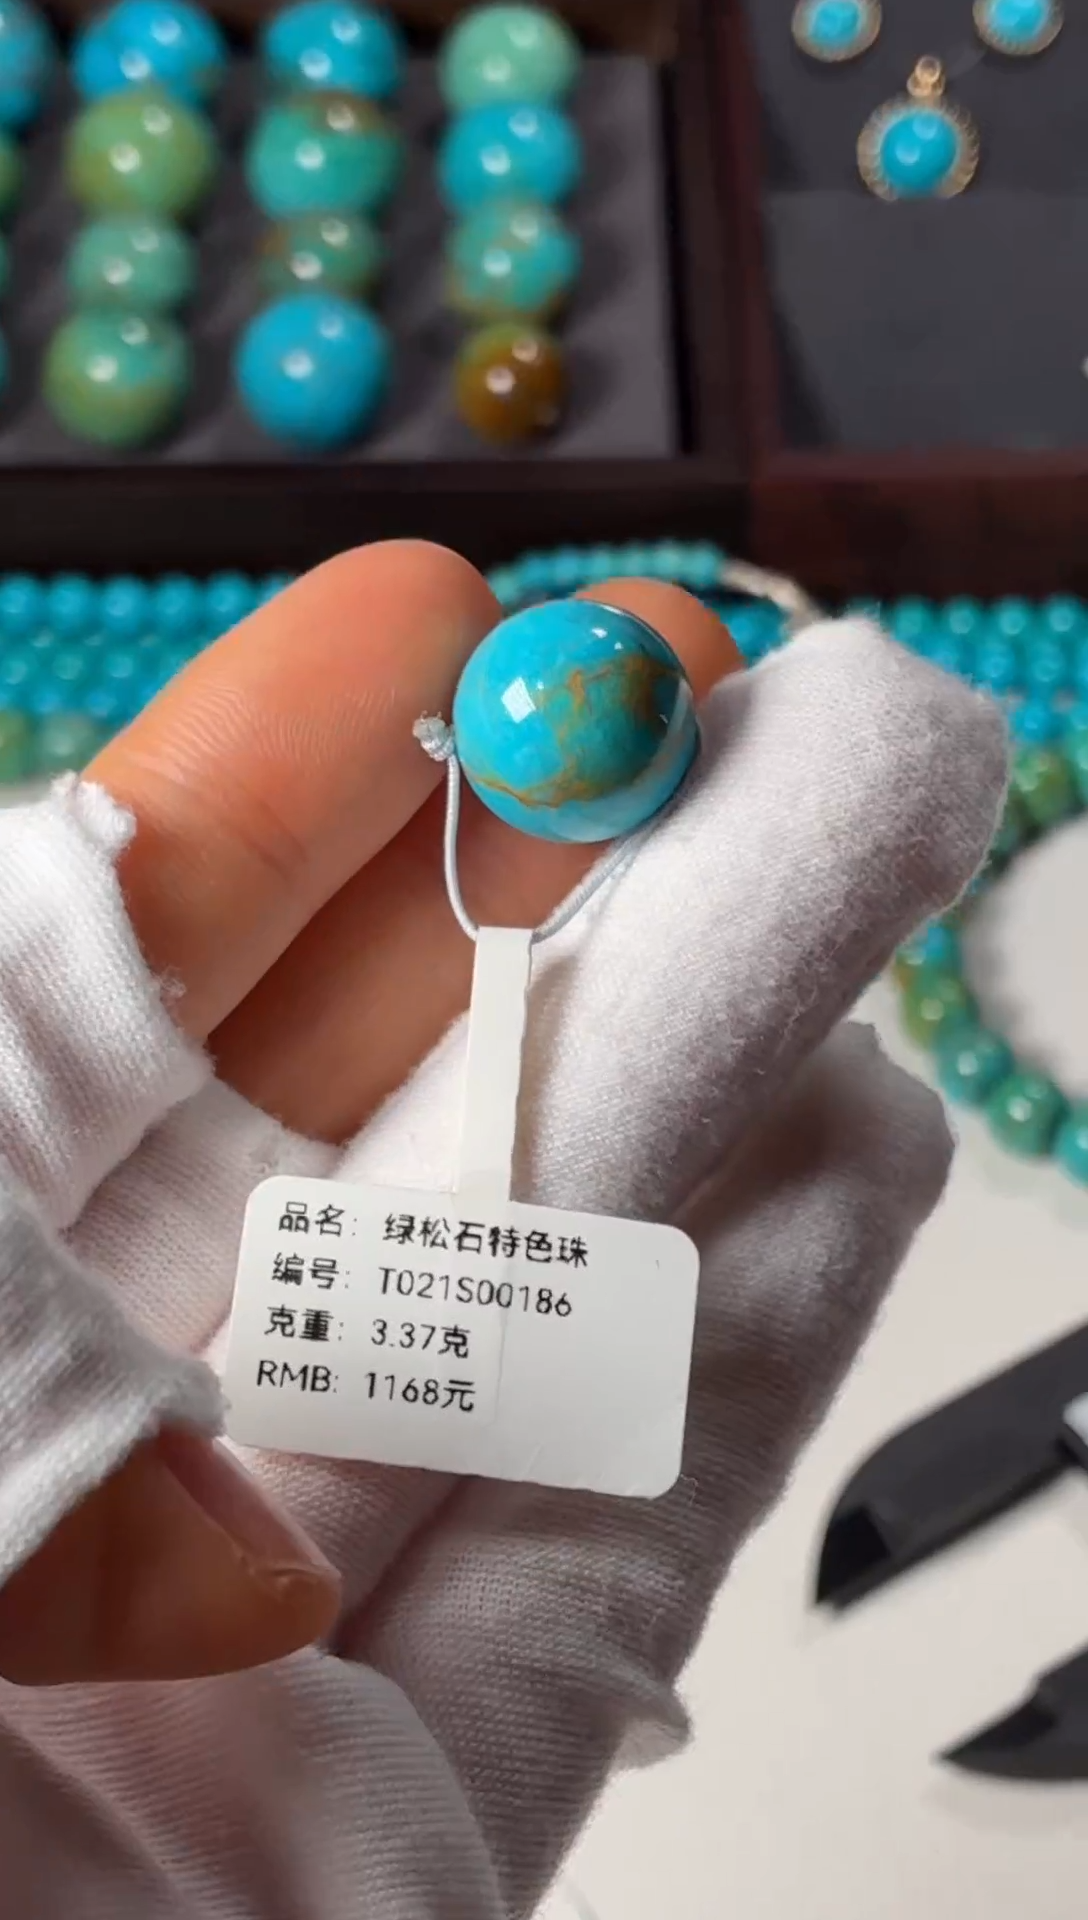 品名: 绿松石特色珠
编号: T021S00186
克重: 3.37克
RMB: 1168元